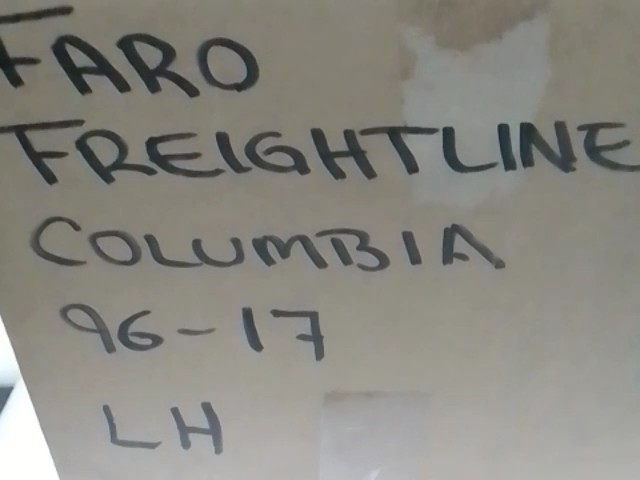 FARO
FREIGHTLINE
COLUMBIA
96-17
LH